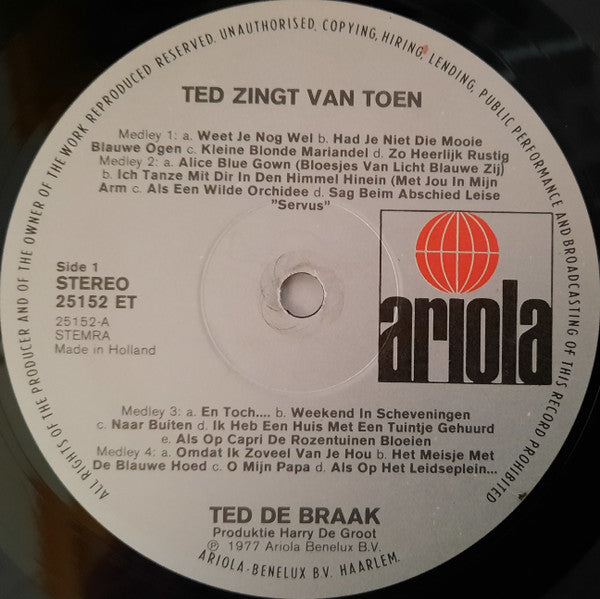 ALL RIGHTS OF THE PRODUCER AND OF THE OWNER OF THE WORK REPRODUCED RESERVED. UNAUTHORISED, COPYING, HIRING, LENDING, PUBLIC PERFORMANCE AND BROADCASTING OF THIS RECORD PROHIBITED
TED ZINGT VAN TOEN
Medley 1: a. Weet Je Nog Wel b. Had Je Niet Die Mooie
Blauwe Ogen c. Kleine Blonde Mariandel d. Zo Heerlijk Rustig
Medley 2: a. Alice Blue Gown (Bloesjes Van Licht Blauwe Zij)
b. Ich Tanze Mit Dir In Den Himmel Hinein (Met Jou In Mijn
Arm c. Als Een Wilde Orchidee d. Sag Beim Abschied Leise
"Servus"
Side 1
STEREO
25152 ET
25152-A
STEMRA
Made in Holland
ariola
Medley 3: a. En Toch.... b. Weekend In Scheveningen
c. Naar Buiten d. Ik Heb Een Huis Met Een Tuintje Gehuurd
e. Als Op Capri De Rozentuinen Bloeien
Medley 4: a. Omdat Ik Zoveel Van Je Hou b. Het Meisje Met
De Blauwe Hoed c. O Mijn Papa d. Als Op Het Leidseplein...
TED DE BRAAK
Produktie Harry De Groot
℗ 1977 Ariola Benelux B.V.
ARIOLA-BENELUX B.V. HAARLEM.